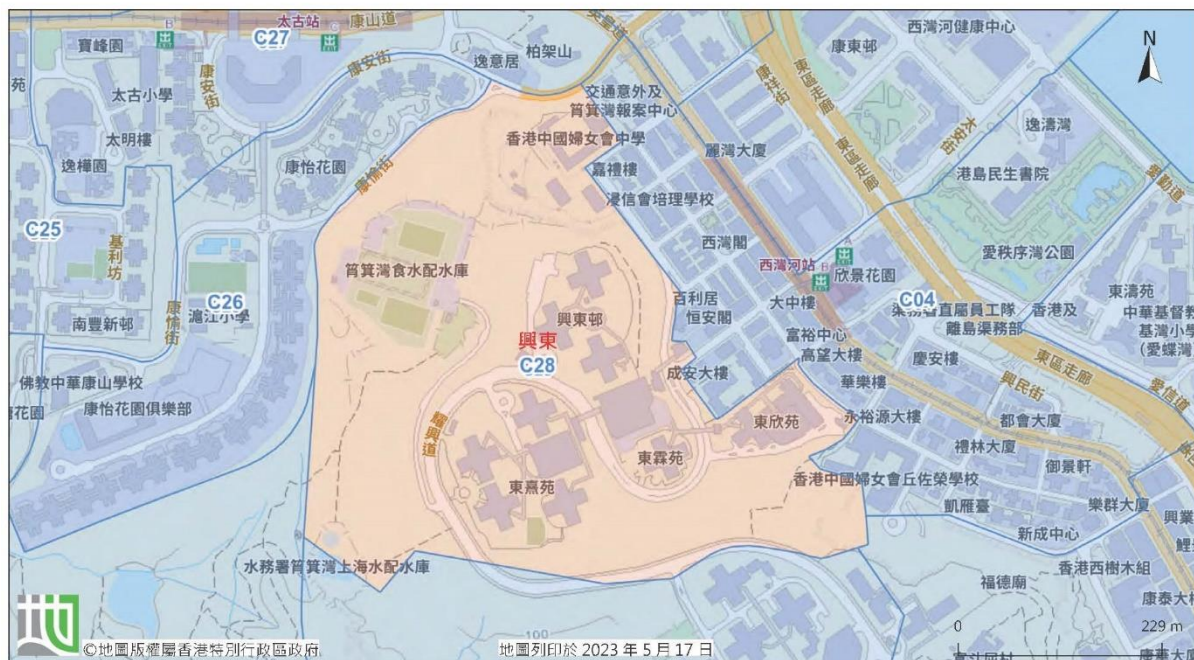 太古站
康山道
B
C27
G
寶峰園
康安街
康安街
逸意居
柏架山
太古小學
太明樓
逸樺園
康怡花園
康愉街
C25
基利坊
C26
滬江小學
康愉街
南豐新邨
佛教中華康山學校
康怡花園俱樂部
英皇道
交通意外及
筲箕灣報案中心
香港中國婦女會中學
嘉禮樓
浸信會培理學校
筲箕灣食水配水庫
西灣閣
興東邨
興東
C28
百利居
恒安閣
成安大樓
耀興道
東欣苑
東霖苑
東熹苑
水務署筲箕灣上海水配水庫
香港中國婦女會丘佐榮學校
西灣河健康中心
康東邨
康祥街
東區走廊
東區走廊
太安街
逸濤灣
麗灣大廈
港島民生書院
愛勤道
愛秩序灣公園
西灣河站
A
B
欣景花園
C04
大中樓
渠務署直屬員工隊
香港及
離島渠務部
東濤苑
中華基督教
基灣小學
(愛蝶灣)
富裕中心
高望大樓
慶安樓
東區走廊
愛信道
華樂樓
興民街
永裕源大樓
都會大廈
禮林大廈
御景軒
凱雁臺
樂群大廈
新成中心
興業
香港西樹木組
福德廟
康泰大
N
0
229 m
100
©地圖版權屬香港特別行政區政府
地圖列印於 2023 年 5 月 17 日